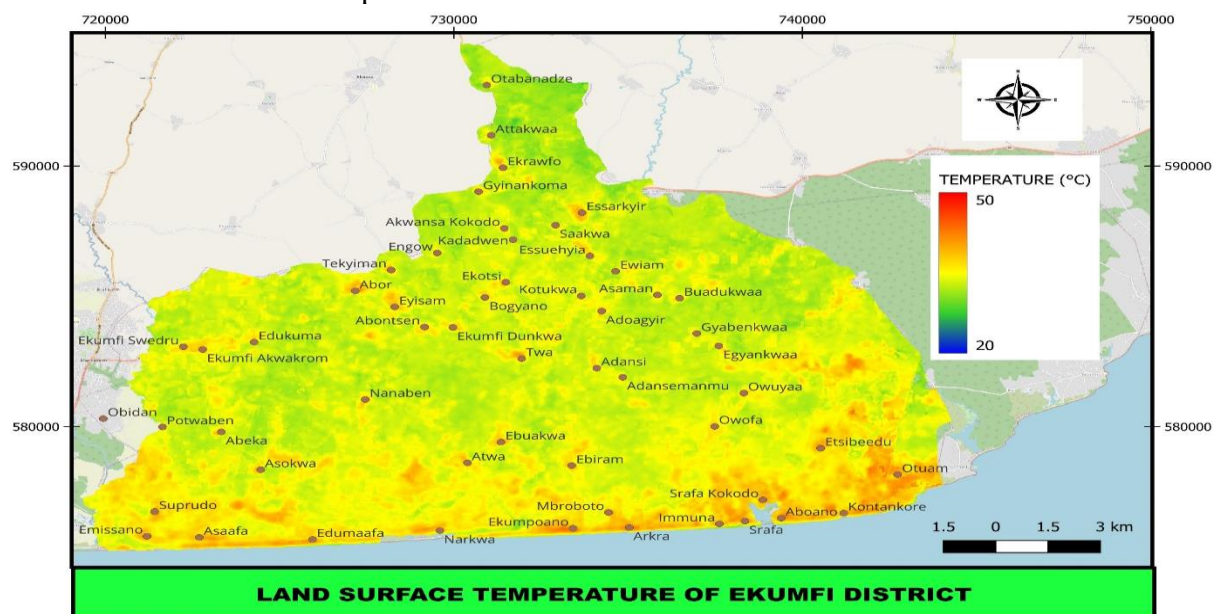 720000
730000
740000
750000
Otabanadze
Attakwaa
590000
Ekrawfo
590000
Gyinankoma
TEMPERATURE (°C)
50
Essarkyir
Akwansa Kokodo
Saakwa
Kadadwen
Engow
Essuehyia
Tekyiman
Ewiam
Abor
Ekotsi
Kotukwa
Asaman
Buadukwaa
Eyisam
Bogyano
Adoagyir
Abontsen
Ekumfi Dunkwa
Gyabenkwaa
Ekumfi Swedru
Edukuma
Ekumfi Akwakrom
Twa
Egyankwaa
20
Adansi
Adansemanmu
Owuyaa
Nanaben
Obidan
Potwaben
580000
Abeka
Ebuakwa
Owofa
580000
Etsibeedu
Asokwa
Atwa
Ebiram
Otuam
Suprudo
Mbroboto
Srafa Kokodo
Kontankore
Emissano
Asaafa
Edumaafa
Narkwa
Ekumpoano
Arkra
Immuna
Srafa
Aboano
1.5 0 1.5 3 km
LAND SURFACE TEMPERATURE OF EKUMFI DISTRICT